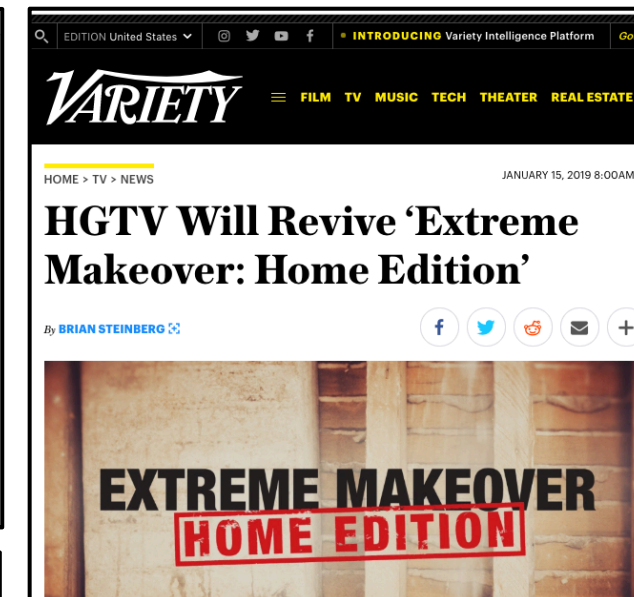 EDITION United States
INTRODUCING Variety Intelligence Platform
Go
VARIETY
FILM TV MUSIC TECH THEATER REAL ESTATE
HOME > TV > NEWS
JANUARY 15, 2019 8:00AM
HGTV Will Revive ‘Extreme
Makeover: Home Edition’
By BRIAN STEINBERG
EXTREME MAKEOVER
HOME EDITION